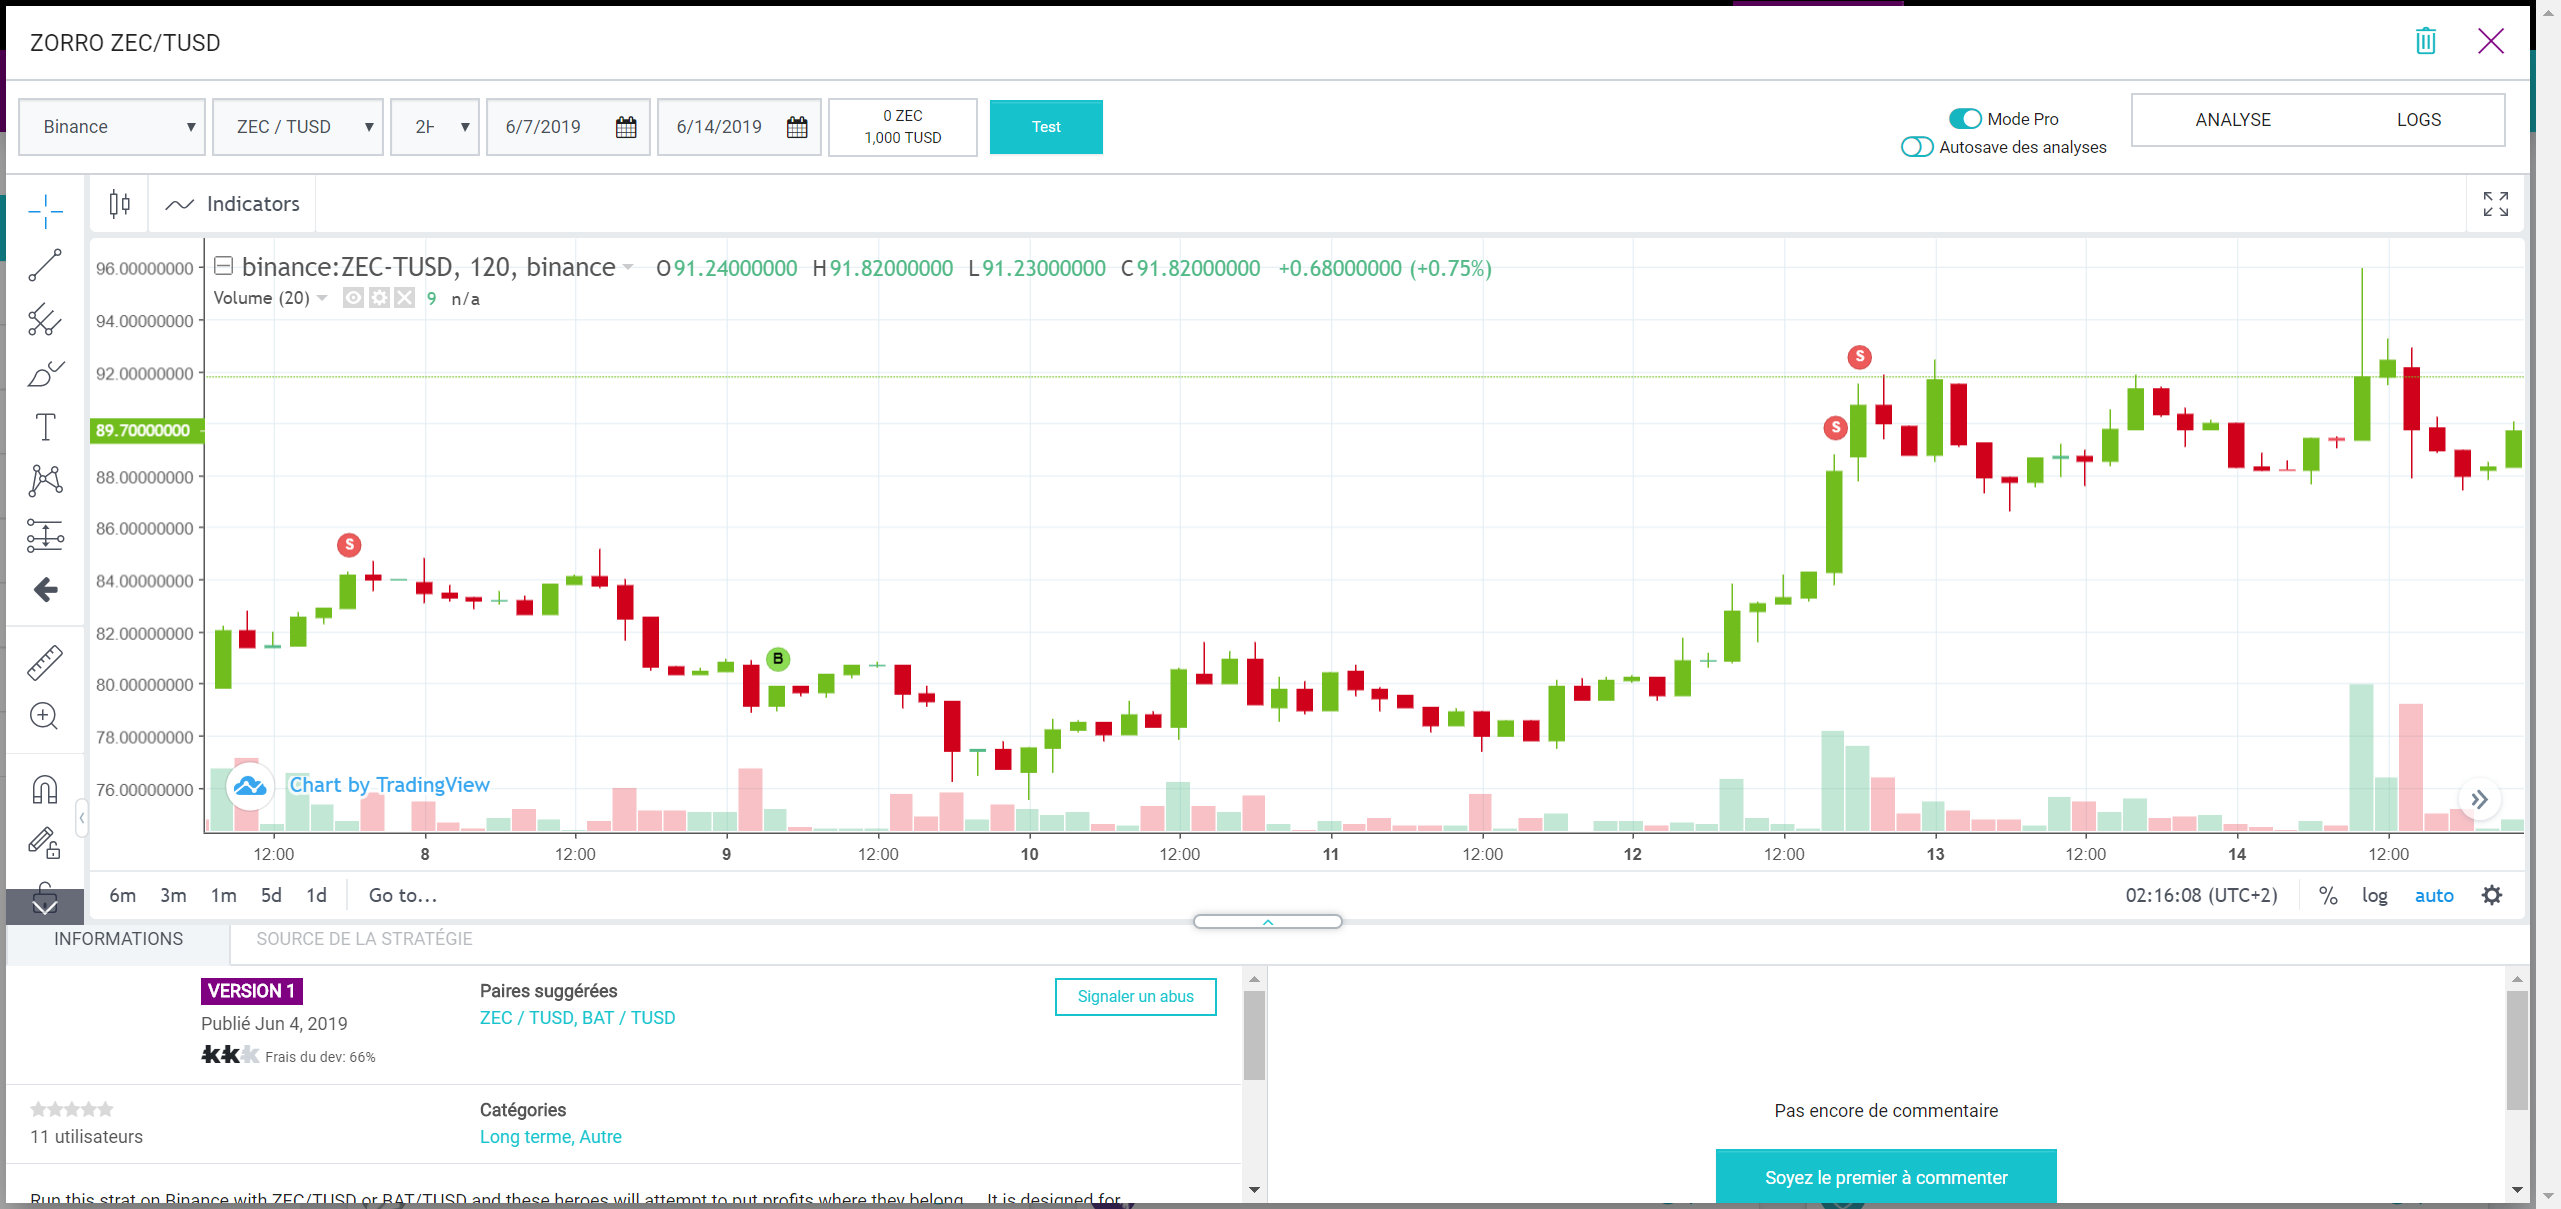 ZORRO ZEC/TUSD
Binance
ZEC / TUSD
2H
6/7/2019
6/14/2019
0 ZEC
1,000 TUSD
Test
Mode Pro
Autosave des analyses
ANALYSE
LOGS
Indicators
binance:ZEC-TUSD, 120, binance
O91.24000000 H91.82000000 L91.23000000 C91.82000000 +0.68000000 (+0.75%)
Volume (20)
9 n/a
96.00000000
94.00000000
92.00000000
89.70000000
88.00000000
86.00000000
84.00000000
82.00000000
80.00000000
78.00000000
76.00000000
S
B
S
S
Chart by TradingView
12:00 8 12:00 9 12:00 10 12:00 11 12:00 12 12:00 13 12:00 14 12:00
6m 3m 1m 5d 1d Go to...
02:16:08 (UTC+2) % log auto
INFORMATIONS
SOURCE DE LA STRATÉGIE
VERSION 1
Publié Jun 4, 2019
Frais du dev: 66%
Paires suggérées
ZEC / TUSD, BAT / TUSD
Signaler un abus
11 utilisateurs
Catégories
Long terme, Autre
Run this strat on Binance with ZEC/TUSD or BAT/TUSD and these heroes will attempt to put profits where they belong ... It is designed for
Pas encore de commentaire
Soyez le premier à commenter